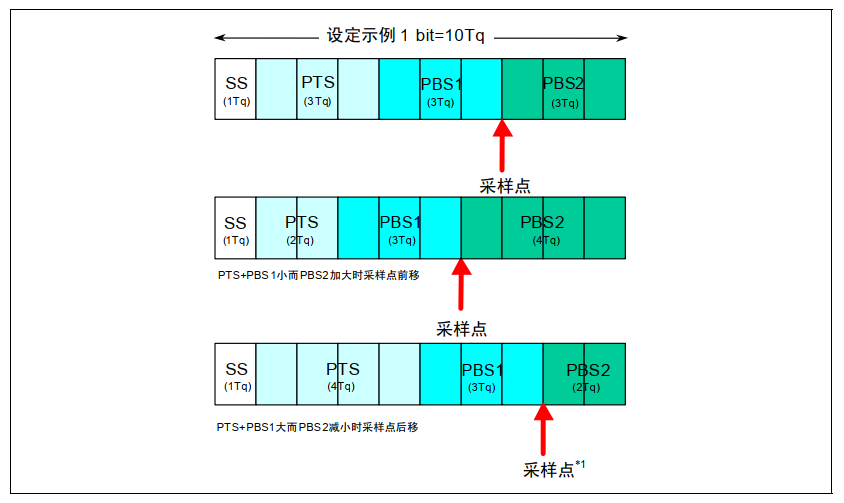 设定示例 1 bit=10Tq
SS PTS PBS1 PBS2
(1Tq) (3Tq) (3Tq) (3Tq)
采样点
SS PTS PBS1 PBS2
(1Tq) (2Tq) (3Tq) (4Tq)
PTS+PBS1小而PBS2加大时采样点前移
采样点
SS PTS PBS1 PBS2
(1Tq) (4Tq) (3Tq) (2Tq)
PTS+PBS1大而PBS2减小时采样点后移
采样点*1